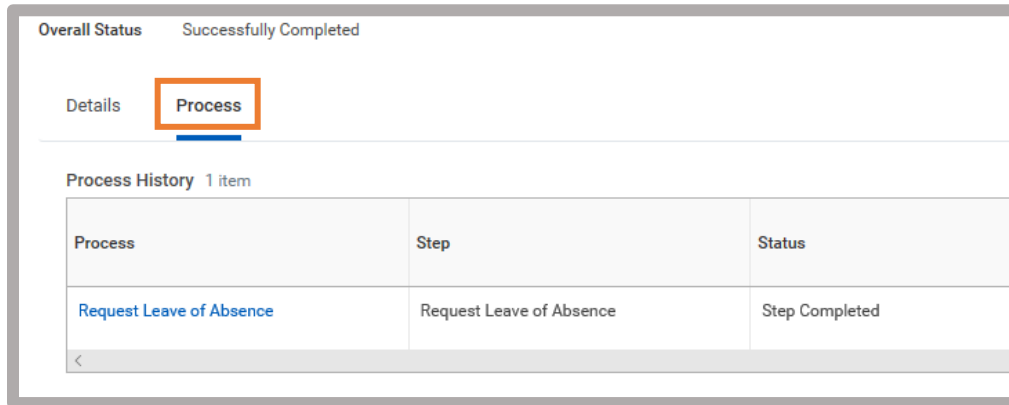 Overall Status Successfully Completed
Details Process
Process History 1 item
Process Step Status
Request Leave of Absence Request Leave of Absence Step Completed